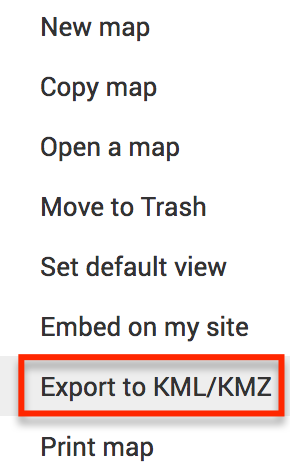 New map
Copy map
Open a map
Move to Trash
Set default view
Embed on my site
Export to KML/KMZ
Print map